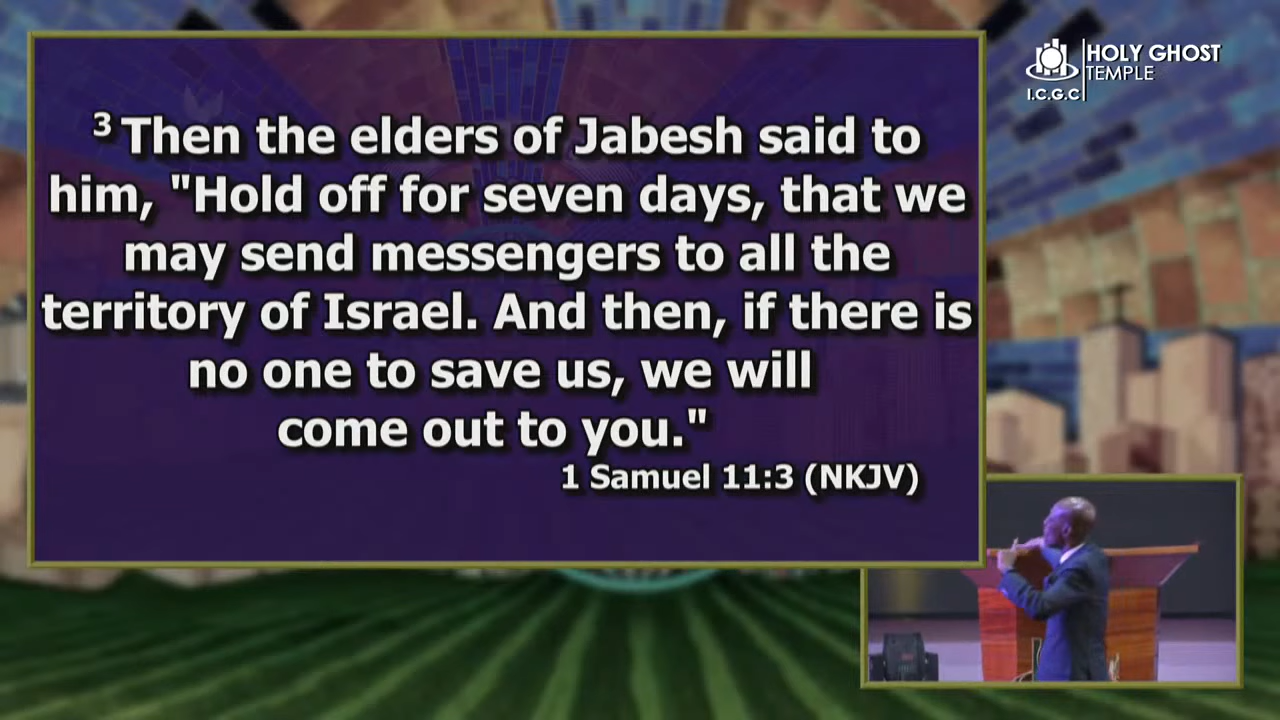 ³ Then the elders of Jabesh said to
him, "Hold off for seven days, that we
may send messengers to all the
territory of Israel. And then, if there is
no one to save us, we will
come out to you."
1 Samuel 11:3 (NKJV)
HOLY GHOST
TEMPLE
I.C.G.C